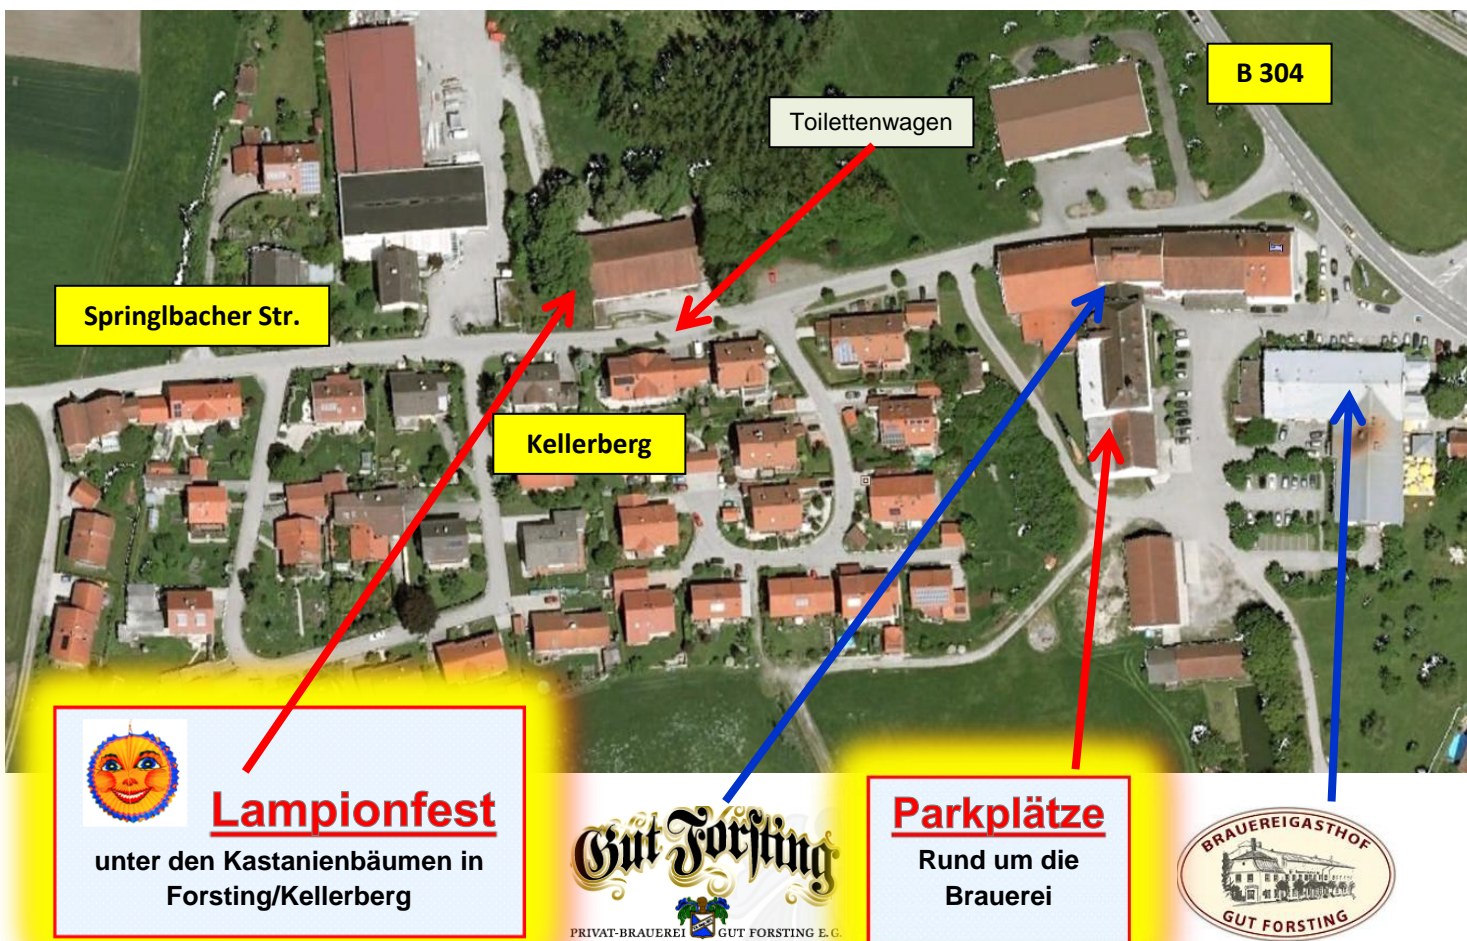 B 304
Toilettenwagen
Springlbacher Str.
Kellerberg
Lampionfest
unter den Kastanienbäumen in
Forsting/Kellerberg
Gut Forsting
PRIVAT-BRAUEREI GUT FORSTING E.G.
Parkplätze
Rund um die
Brauerei
BRAUEREIGASTHOF
GUT FORSTING